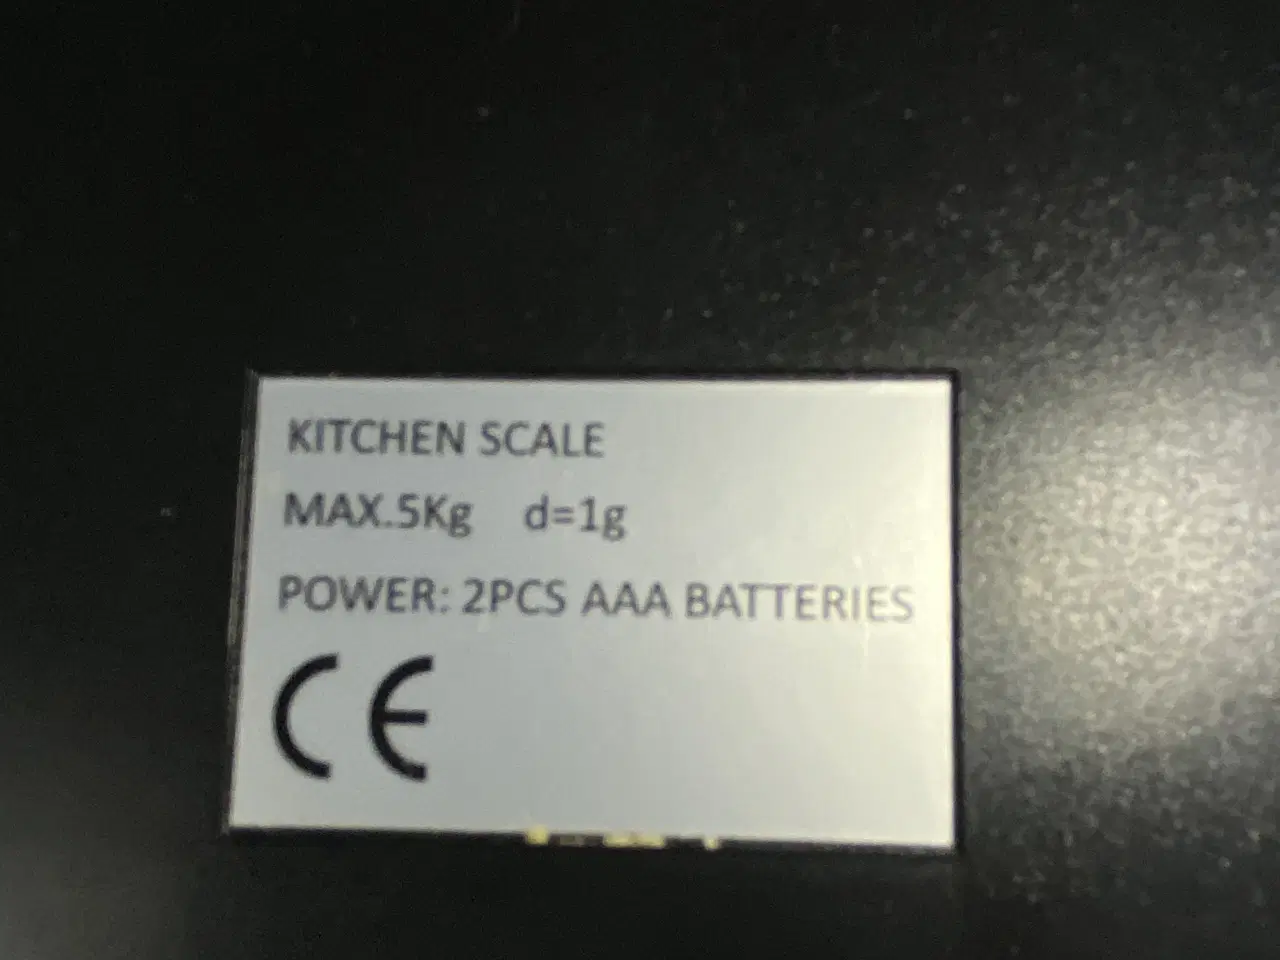 KITCHEN SCALE
MAX.5Kg d=1g
POWER: 2PCS AAA BATTERIES
CE